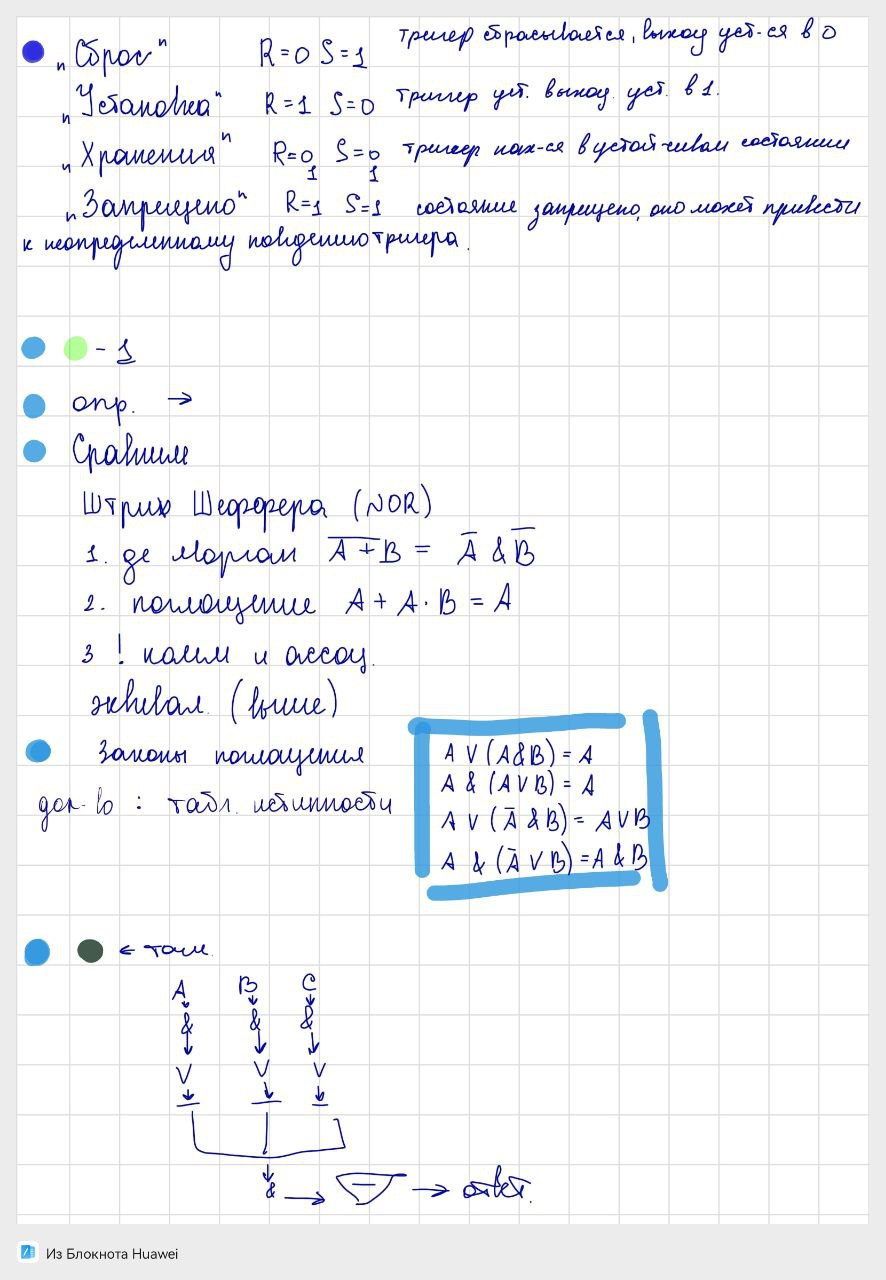 "Сброс" R=0 S=1 тригер сбрасывается, выход уст-ся в 0
"Установка" R=1 S=0 триггер уст. выход. уст. в 1.
"Хранения" R=0 S=0 тригер нах-ся в устойчивом состоянии
1 1
"Запрещено" R=1 S=1 состояние запрещено, оно может привести
к неопределенному поведению тригера.
- 1
опр. →
Сравним
Штрих Шеффера (NOR)
1. де Морган A̅ ̅+̅ B = A̅ & B̅
2. поглощение A + A · B = A
3 ! комм и ассоц.
эквивал. (выше)
Законы поглощения
док-во : табл. истинности
A V (A&B) = A
A & (A V B) = A
A V (A̅ & B) = A V B
A & (A̅ V B) = A & B
← там.
A B C
& & &
V V V
& → → ответ.
Из Блокнота Huawei